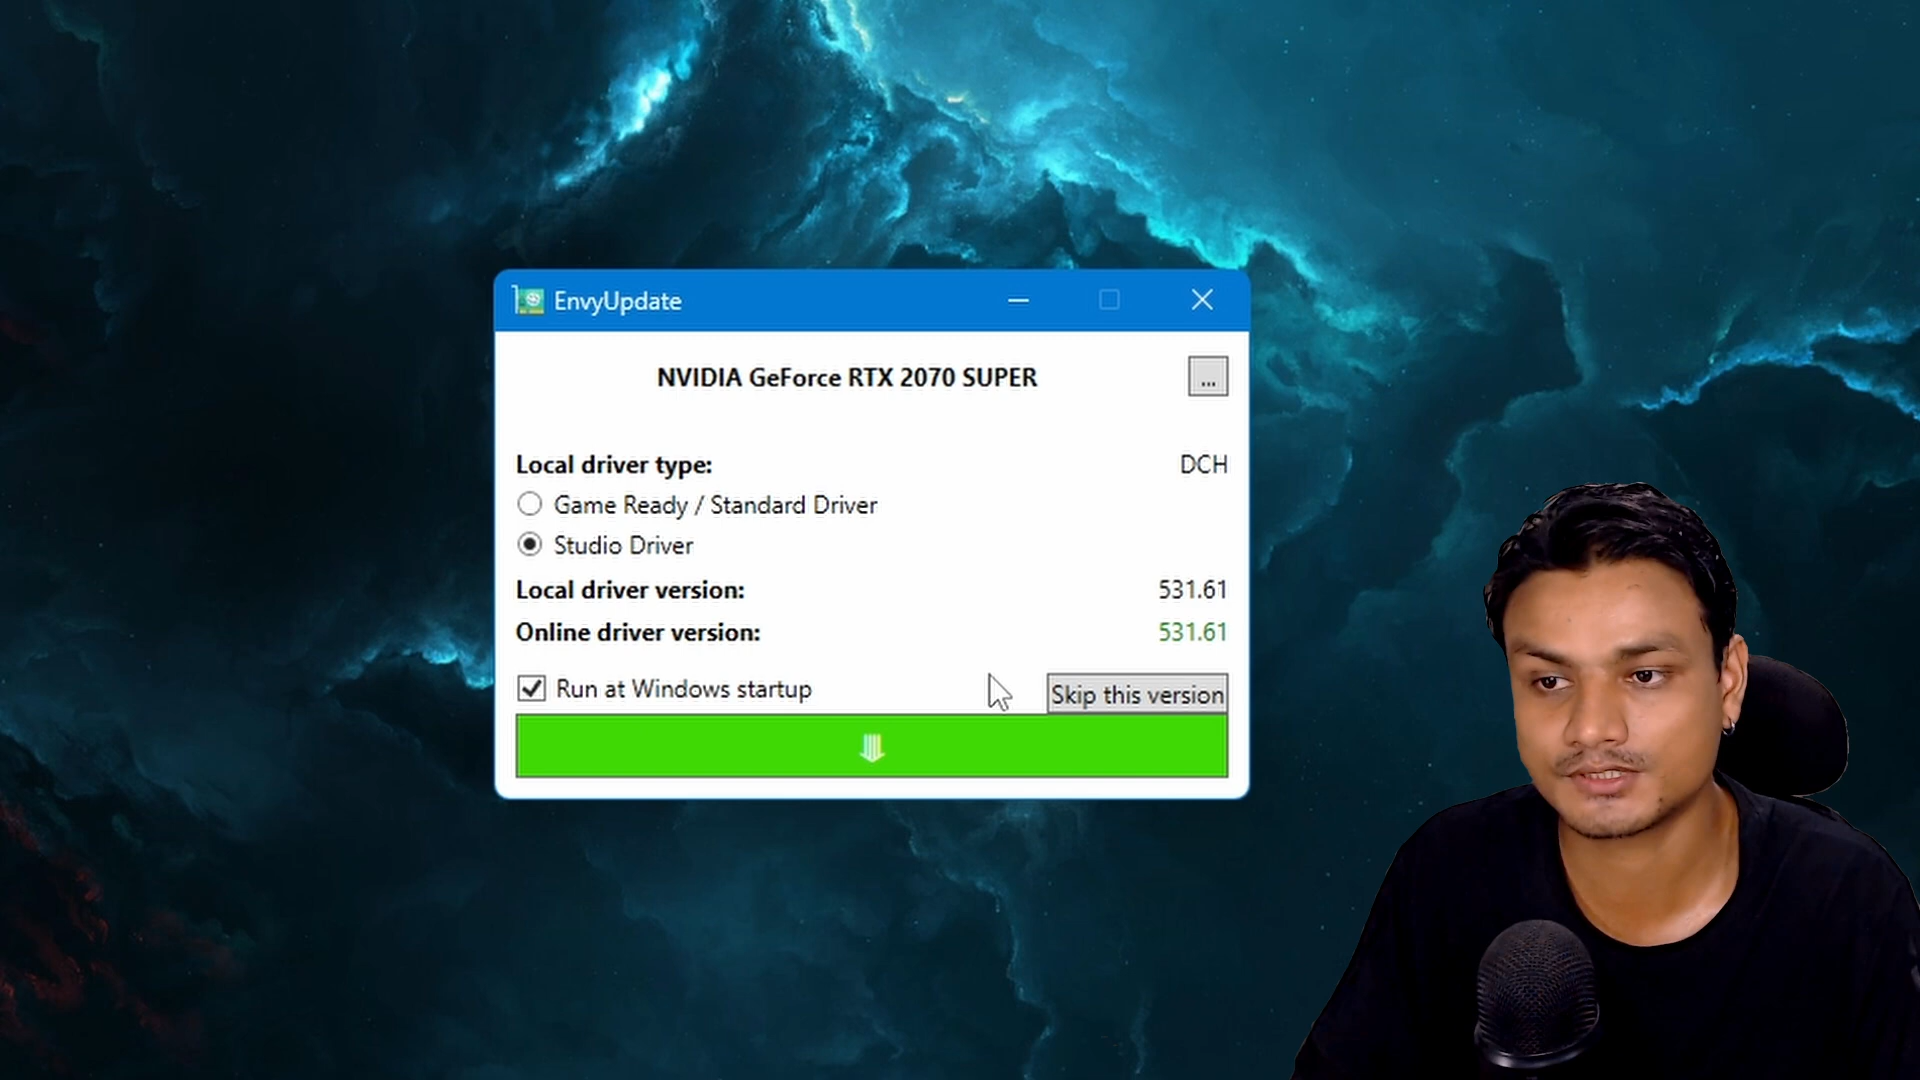 EnvyUpdate
NVIDIA GeForce RTX 2070 SUPER
...
Local driver type: DCH
Game Ready / Standard Driver
Studio Driver
Local driver version: 531.61
Online driver version: 531.61
Run at Windows startup
Skip this version